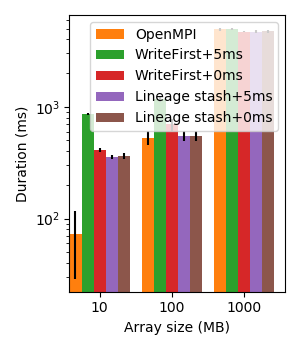 OpenMPI
WriteFirst+5ms
WriteFirst+0ms
Lineage stash+5ms
Lineage stash+0ms
Duration (ms)
10³
10²
10 100 1000
Array size (MB)